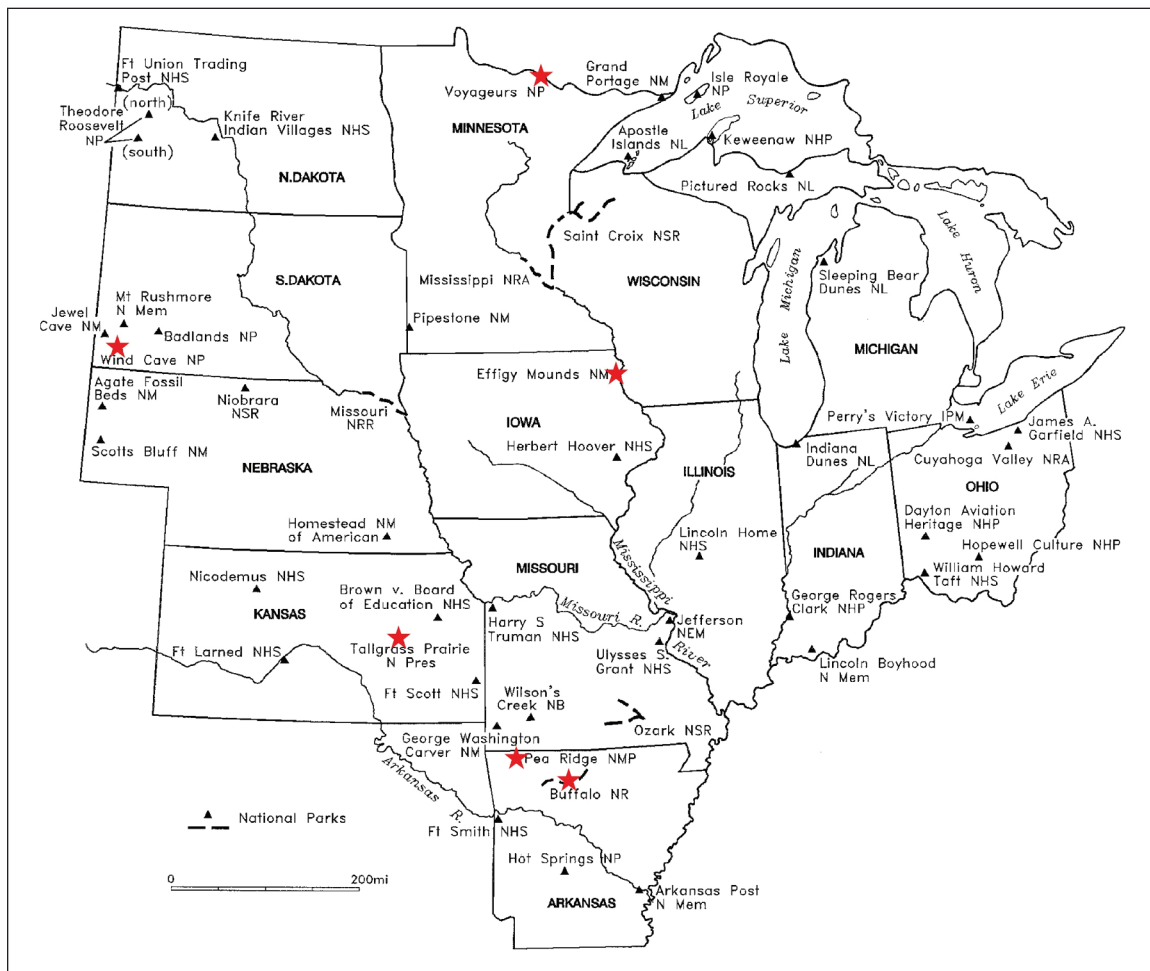 Ft Union Trading
Post NHS
(north)
Theodore
Roosevelt
NP
(south)
Knife River
Indian Villages NHS
N.DAKOTA
Voyageurs NP
MINNESOTA
Grand
Portage NM
Isle Royale
NP
Lake Superior
Apostle
Islands NL
Keweenaw NHP
Pictured Rocks NL
Saint Croix NSR
WISCONSIN
Mississippi NRA
S.DAKOTA
Mt Rushmore
N Mem
Jewel
Cave NM
Badlands NP
Wind Cave NP
Pipestone NM
Lake Michigan
Sleeping Bear
Dunes NL
Lake Huron
MICHIGAN
Effigy Mounds NM
Agate Fossil
Beds NM
Niobrara
NSR
Missouri
NRR
IOWA
Lake Erie
Perry's Victory IPM
James A.
Garfield NHS
Scotts Bluff NM
NEBRASKA
Herbert Hoover NHS
ILLINOIS
Indiana
Dunes NL
Cuyahoga Valley NRA
OHIO
Homestead NM
of American
Lincoln Home
NHS
INDIANA
Dayton Aviation
Heritage NHP
Hopewell Culture NHP
William Howard
Taft NHS
Nicodemus NHS
KANSAS
Brown v. Board
of Education NHS
MISSOURI
Mississippi
River
Missouri R.
Harry S
Truman NHS
Jefferson
NEM
George Rogers
Clark NHP
Tallgrass Prairie
N Pres
Ft Larned NHS
Ulysses S.
Grant NHS
Lincoln Boyhood
N Mem
Ft Scott NHS
Wilson's
Creek NB
Ozark NSR
George Washington
Carver NM
Pea Ridge NMP
Buffalo NR
Arkansas R.
National Parks
Ft Smith NHS
Hot Springs NP
0 200mi
ARKANSAS
Arkansas Post
N Mem